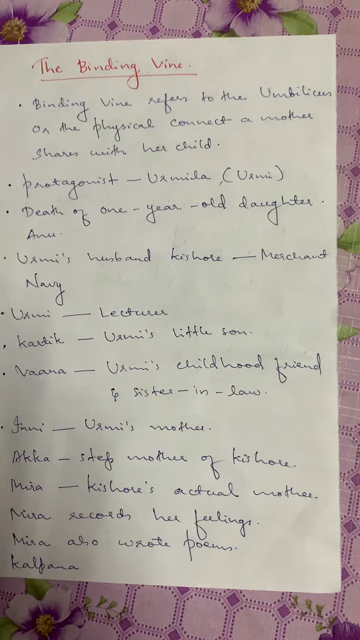 The Binding Vine.
• Binding Vine refers to the Umbilicus
Or the physical connect a mother
shares with her child.
• protagonist — Urmila (Urmi)
• Death of one-year-old daughter.
Anu.
• Urmi's husband kishore — Merchant
Navy
• Urmi — Lecturer
• Kartik — Urmi's little son.
• Vaana — Urmi's childhood friend
& sister-in-law.
• Inni — Urmi's mother.
Akka — step mother of kishore.
Mira — kishore's actual mother.
Mira records her feelings.
Mira also wrote poems.
Kalpana